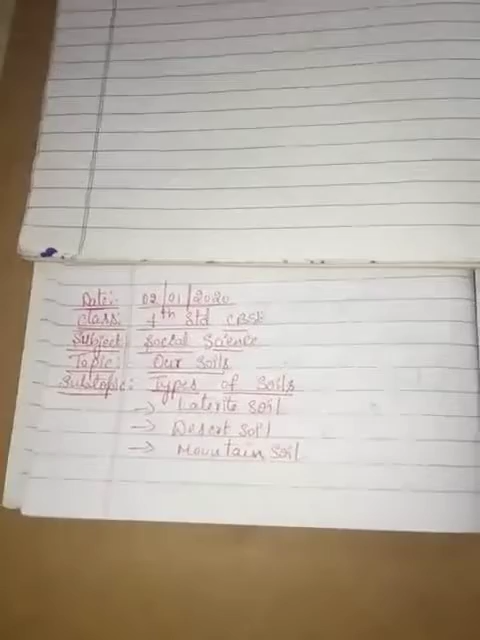 Date: 02/01/2020
Class: 4th Std CBSE
Subject: Social Science
Topic: Our Soils
Subtopic: Types of Soils
→ Laterite Soil
→ Desert Soil
→ Mountain Soil